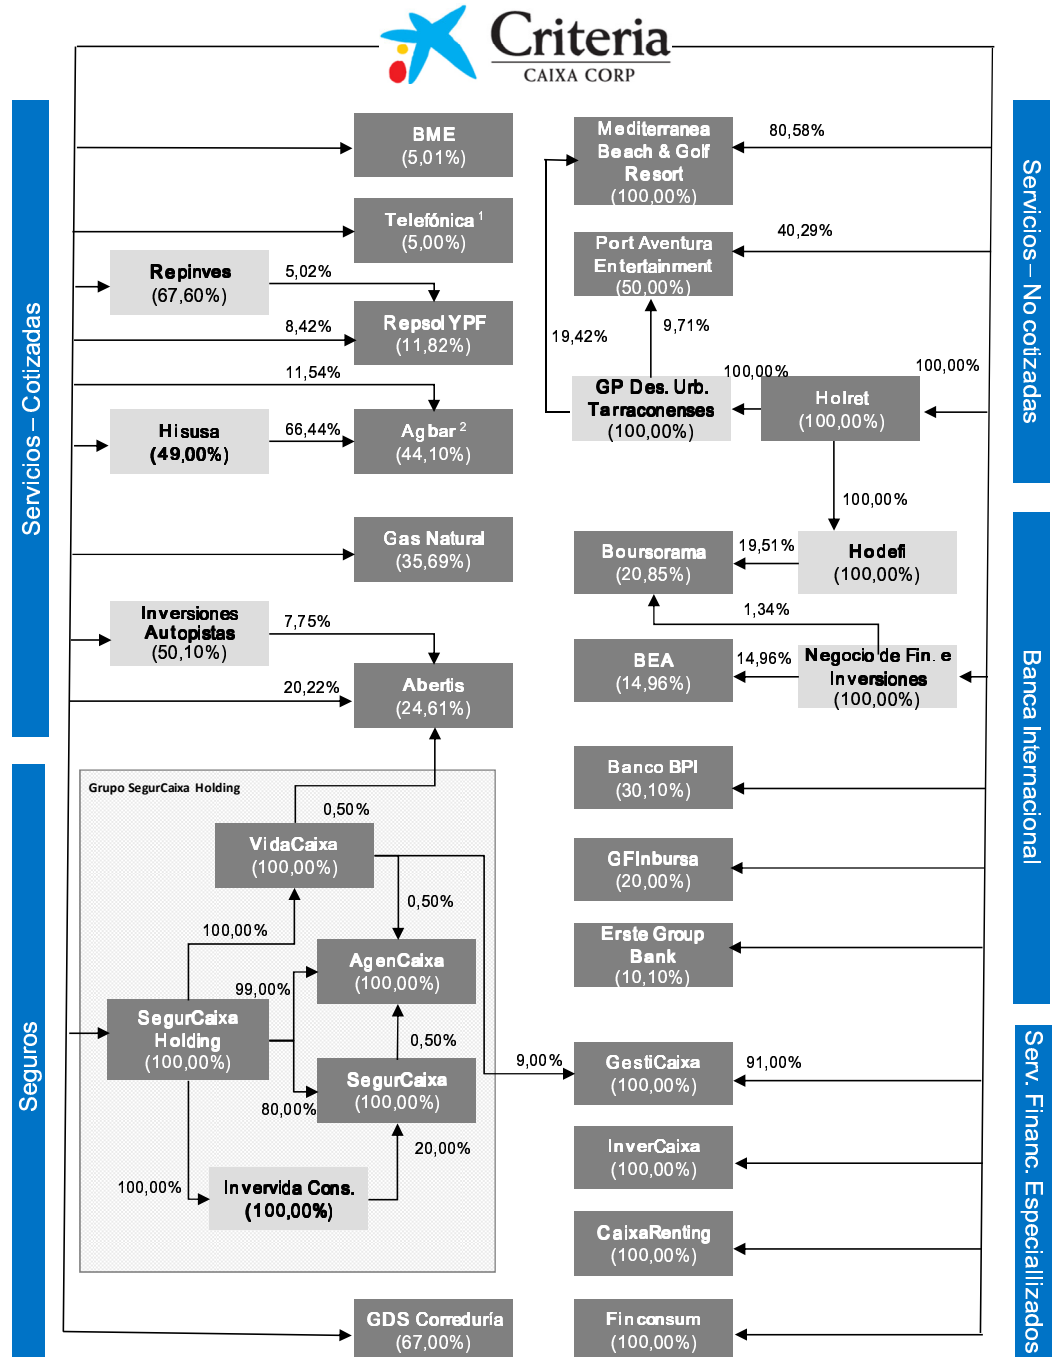 Criteria
CAIXA CORP
Servicios – Cotizadas
BME
(5,01%)
Telefónica 1
(5,00%)
Repinves
(67,60%)
5,02%
8,42%
Repsol YPF
(11,82%)
11,54%
Hisusa
(49,00%)
66,44%
Agbar 2
(44,10%)
Gas Natural
(35,69%)
Inversiones
Autopistas
(50,10%)
7,75%
20,22%
Abertis
(24,61%)
Seguros
Grupo SegurCaixa Holding
0,50%
VidaCaixa
(100,00%)
0,50%
100,00%
AgenCaixa
(100,00%)
99,00%
SegurCaixa
Holding
(100,00%)
0,50%
SegurCaixa
(100,00%)
80,00%
20,00%
100,00%
Invervida Cons.
(100,00%)
GDS Correduría
(67,00%)
Servicios – No cotizadas
Mediterranea
Beach & Golf
Resort
(100,00%)
80,58%
Port Aventura
Entertainment
(50,00%)
40,29%
19,42%
9,71%
GP Des. Urb.
Tarraconenses
(100,00%)
100,00%
Holret
(100,00%)
100,00%
100,00%
Banca Internacional
Boursorama
(20,85%)
19,51%
Hodefi
(100,00%)
1,34%
BEA
(14,96%)
14,96%
Negocio de Fin. e
Inversiones
(100,00%)
Banco BPI
(30,10%)
GFInbursa
(20,00%)
Erste Group
Bank
(10,10%)
Serv. Financ. Especiallizados
9,00%
GestiCaixa
(100,00%)
91,00%
InverCaixa
(100,00%)
CaixaRenting
(100,00%)
Finconsum
(100,00%)